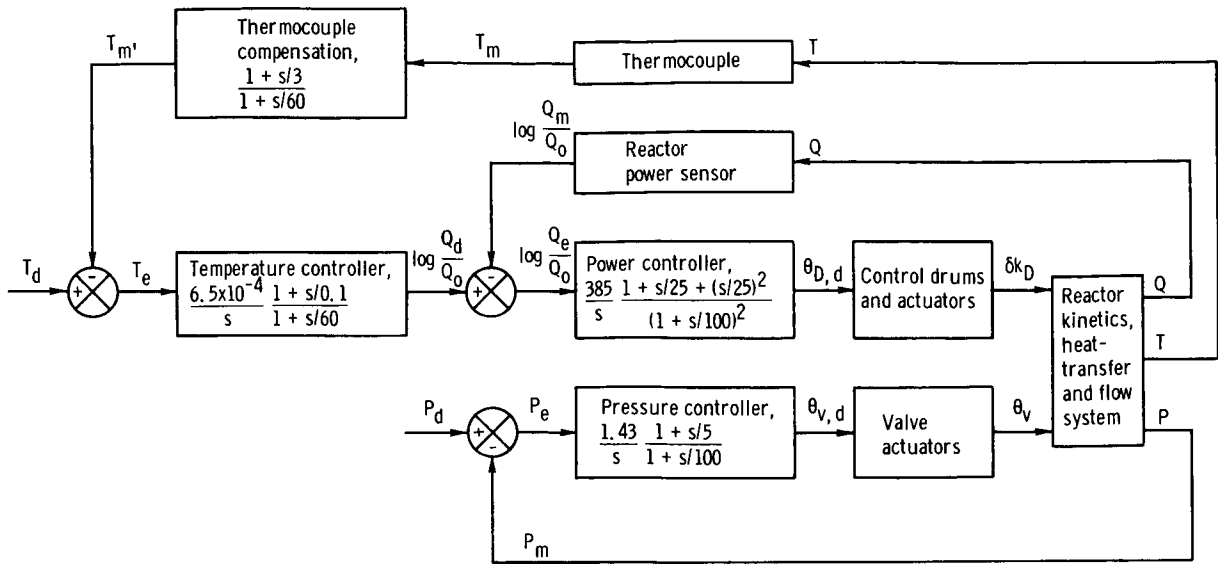 Thermocouple
compensation,
1 + s/3
1 + s/60
T_m'
T_m
Thermocouple
T
log Q_m/Q_o
Reactor
power sensor
Q
T_d
-
+
T_e
Temperature controller,
6.5x10^-4/s (1 + s/0.1)/(1 + s/60)
log Q_d/Q_o
-
+
log Q_e/Q_o
Power controller,
385/s (1 + s/25 + (s/25)^2)/(1 + s/100)^2
θ_D, d
Control drums
and actuators
δk_D
Reactor
kinetics,
heat-
transfer
and flow
system
Q
T
P
P_d
+
-
P_e
Pressure controller,
1.43/s (1 + s/5)/(1 + s/100)
θ_v, d
Valve
actuators
θ_v
P_m